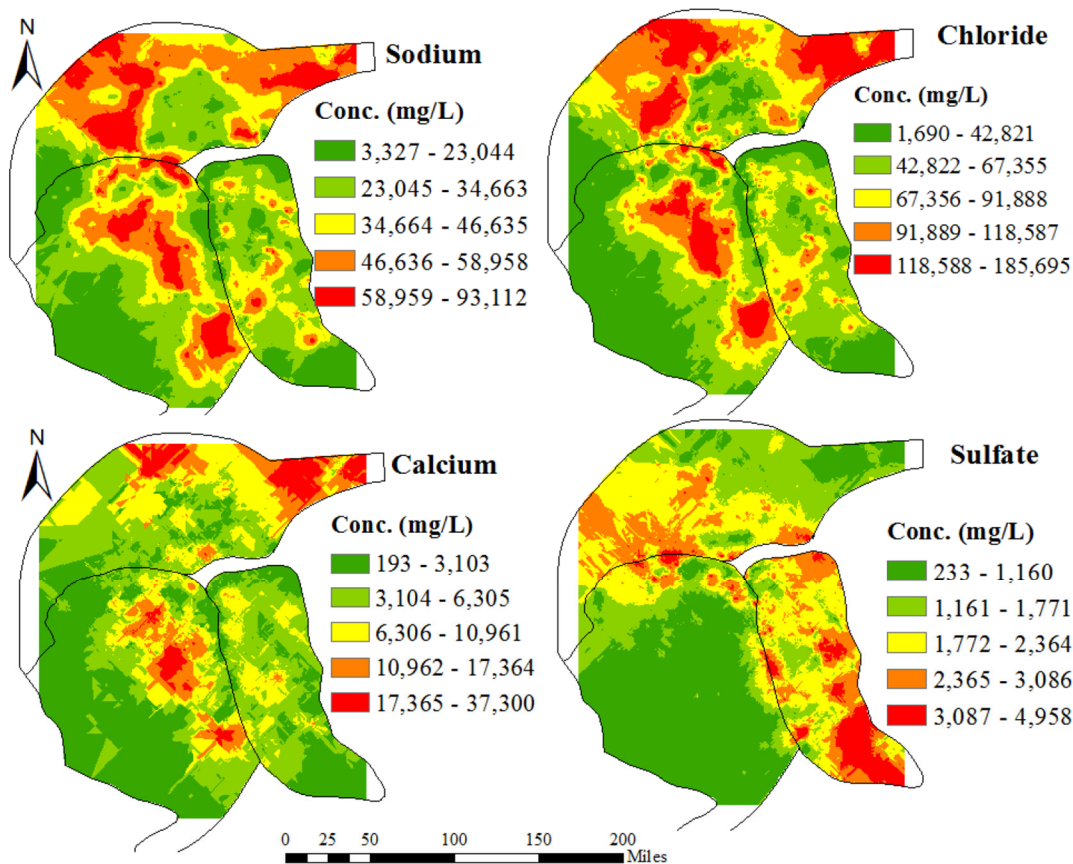 N
Sodium
Conc. (mg/L)
3,327 - 23,044
23,045 - 34,663
34,664 - 46,635
46,636 - 58,958
58,959 - 93,112
Chloride
Conc. (mg/L)
1,690 - 42,821
42,822 - 67,355
67,356 - 91,888
91,889 - 118,587
118,588 - 185,695
N
Calcium
Conc. (mg/L)
193 - 3,103
3,104 - 6,305
6,306 - 10,961
10,962 - 17,364
17,365 - 37,300
Sulfate
Conc. (mg/L)
233 - 1,160
1,161 - 1,771
1,772 - 2,364
2,365 - 3,086
3,087 - 4,958
0 25 50 100 150 200
Miles